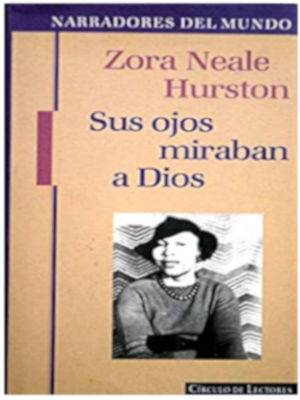 NARRADORES DEL MUNDO
Zora Neale
Hurston
Sus ojos
miraban
a Dios
CÍRCULO DE LECTORES